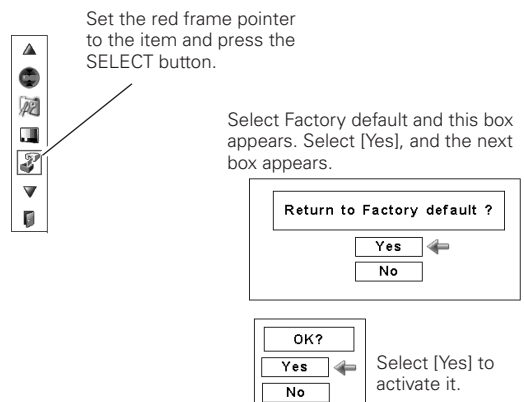 Set the red frame pointer
to the item and press the
SELECT button.
Select Factory default and this box
appears. Select [Yes], and the next
box appears.
Return to Factory default ?
Yes
No
OK?
Yes
No
Select [Yes] to
activate it.